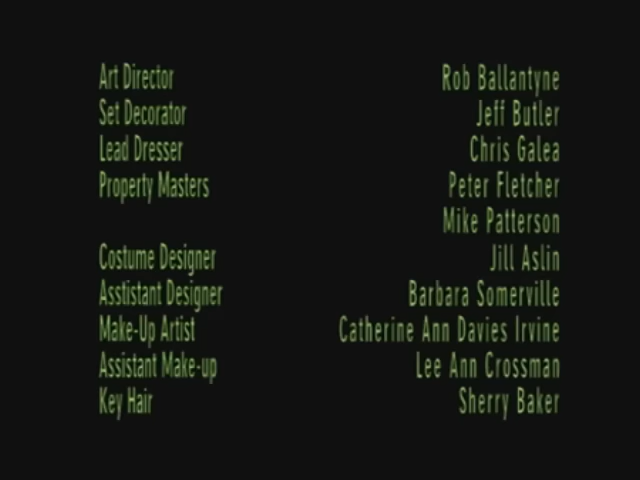 Art Director Rob Ballantyne
Set Decorator Jeff Butler
Lead Dresser Chris Galea
Property Masters Peter Fletcher
Mike Patterson
Costume Designer Jill Aslin
Asstistant Designer Barbara Somerville
Make-Up Artist Catherine Ann Davies Irvine
Assistant Make-up Lee Ann Crossman
Key Hair Sherry Baker